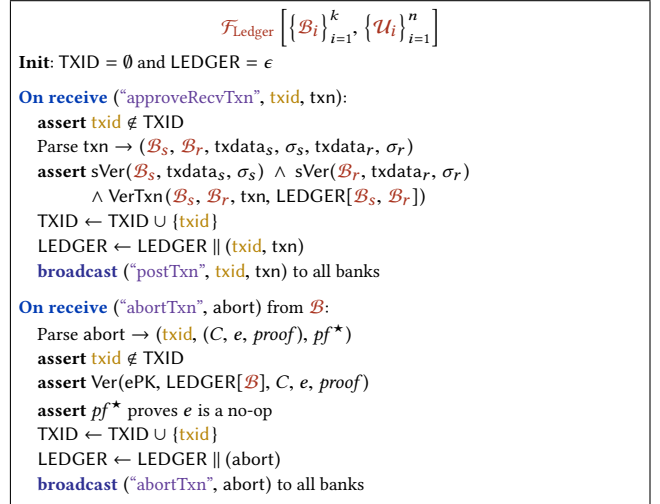 𝓕Ledger [{𝓑ᵢ}ᵏᵢ₌₁, {𝓤ᵢ}ⁿᵢ₌₁]
Init: TXID = ∅ and LEDGER = ϵ
On receive (“approveRecvTxn”, txid, txn):
assert txid ∉ TXID
Parse txn → (𝓑ₛ, 𝓑ᵣ, txdataₛ, σₛ, txdataᵣ, σᵣ)
assert sVer(𝓑ₛ, txdataₛ, σₛ) ∧ sVer(𝓑ᵣ, txdataᵣ, σᵣ)
∧ VerTxn(𝓑ₛ, 𝓑ᵣ, txn, LEDGER[𝓑ₛ, 𝓑ᵣ])
TXID ← TXID ∪ {txid}
LEDGER ← LEDGER ∥ (txid, txn)
broadcast (“postTxn”, txid, txn) to all banks
On receive (“abortTxn”, abort) from 𝓑:
Parse abort → (txid, (C, e, proof), pf★)
assert txid ∉ TXID
assert Ver(ePK, LEDGER[𝓑], C, e, proof)
assert pf★ proves e is a no-op
TXID ← TXID ∪ {txid}
LEDGER ← LEDGER ∥ (abort)
broadcast (“abortTxn”, abort) to all banks